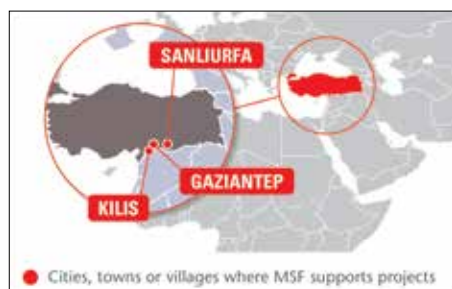 SANLIURFA
GAZIANTEP
KILIS
Cities, towns or villages where MSF supports projects